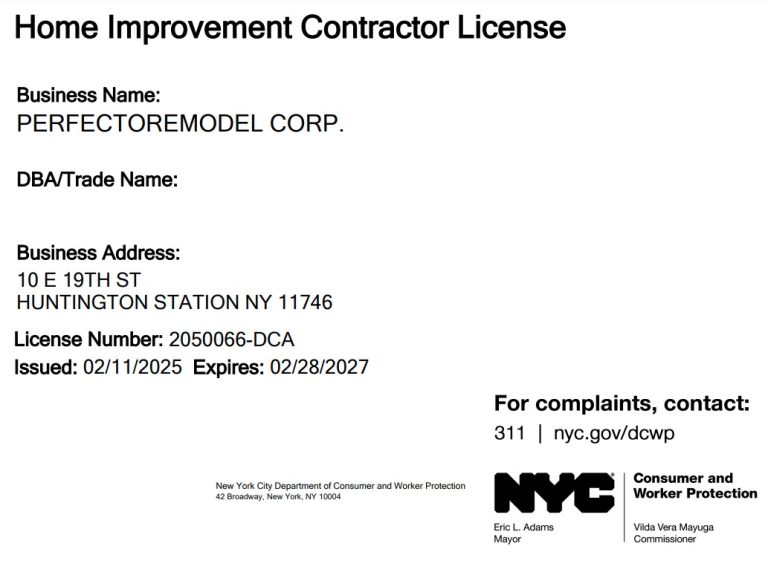 Home Improvement Contractor License
Business Name:
PERFECTOREMODEL CORP.
DBA/Trade Name:
Business Address:
10 E 19TH ST
HUNTINGTON STATION NY 11746
License Number: 2050066-DCA
Issued: 02/11/2025 Expires: 02/28/2027
For complaints, contact:
311 | nyc.gov/dcwp
New York City Department of Consumer and Worker Protection
42 Broadway, New York, NY 10004
NYC®
Consumer and
Worker Protection
Eric L. Adams
Mayor
Vilda Vera Mayuga
Commissioner